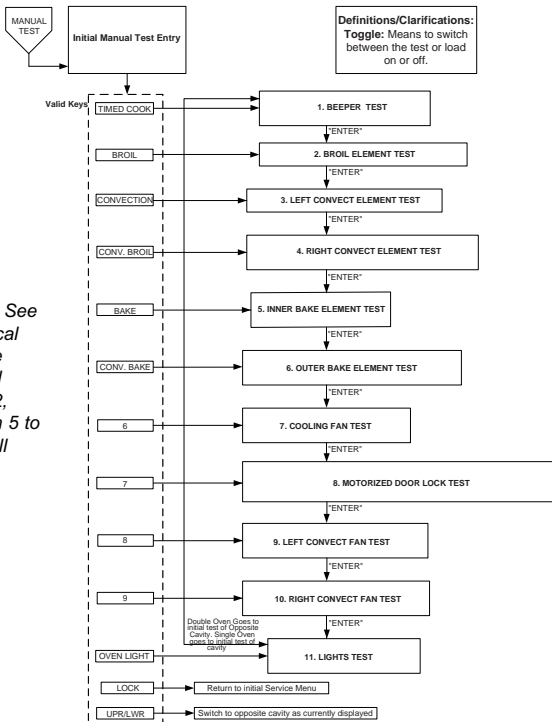 MANUAL
TEST
Initial Manual Test Entry
Definitions/Clarifications:
Toggle: Means to switch
between the test or load
on or off.
Valid Keys
TIMED COOK
1. BEEPER TEST
"ENTER"
BROIL
2. BROIL ELEMENT TEST
"ENTER"
CONVECTION
3. LEFT CONVECT ELEMENT TEST
"ENTER"
CONV. BROIL
4. RIGHT CONVECT ELEMENT TEST
"ENTER"
See
cal
e
BAKE
5. INNER BAKE ELEMENT TEST
"ENTER"
2,
5 to
ll
CONV. BAKE
6. OUTER BAKE ELEMENT TEST
"ENTER"
6
7. COOLING FAN TEST
"ENTER"
7
8. MOTORIZED DOOR LOCK TEST
"ENTER"
8
9. LEFT CONVECT FAN TEST
"ENTER"
9
10. RIGHT CONVECT FAN TEST
"ENTER"
Double Oven Goes to
initial test of Opposite
Cavity. Single Oven
goes to initial test of
cavity
OVEN LIGHT
11. LIGHTS TEST
LOCK
Return to initial Service Menu
UPR/LWR
Switch to opposite cavity as currently displayed